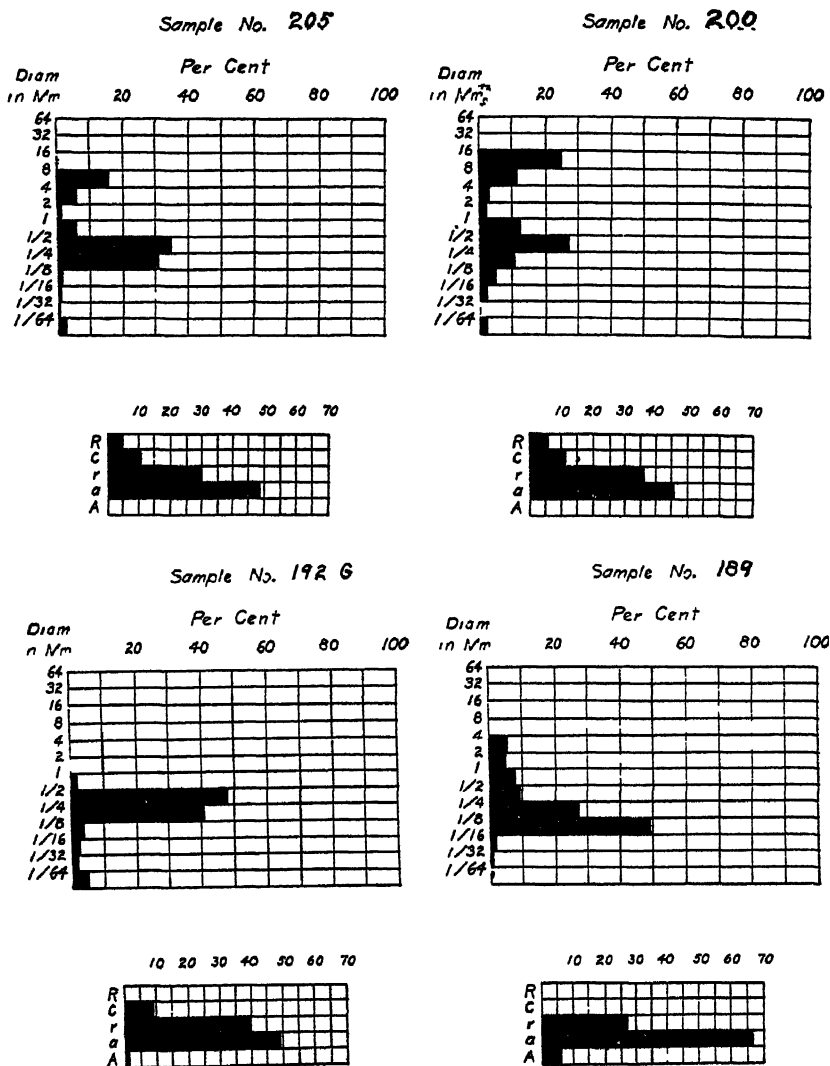 Sample No. 205
Per Cent
Diam
in Mm 20 40 60 80 100
64
32
16
8
4
2
1
1/2
1/4
1/8
1/16
1/32
1/64
10 20 30 40 50 60 70
R
C
r
a
A
Sample No. 200
Per Cent
Diam
in Mm 20 40 60 80 100
64
32
16
8
4
2
1
1/2
1/4
1/8
1/16
1/32
1/64
10 20 30 40 50 60 70
R
C
r
a
A
Sample No. 192 G
Per Cent
Diam
n Mm 20 40 60 80 100
64
32
16
8
4
2
1
1/2
1/4
1/8
1/16
1/32
1/64
10 20 30 40 50 60 70
R
C
r
a
A
Sample No. 189
Per Cent
Diam
in Mm 20 40 60 80 100
64
32
16
8
4
2
1
1/2
1/4
1/8
1/16
1/32
1/64
10 20 30 40 50 60 70
R
C
r
a
A